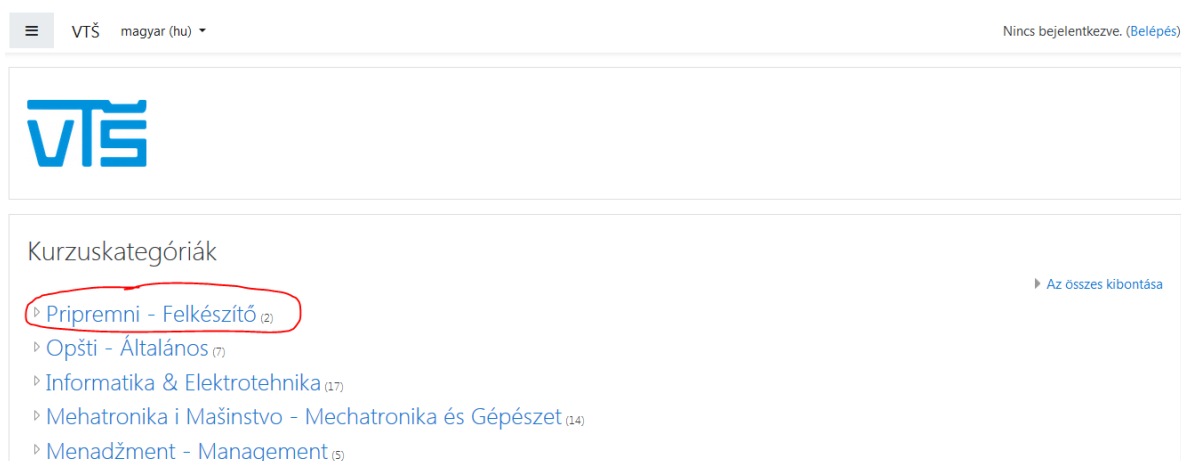 VTŠ magyar (hu) Nincs bejelentkezve. (Belépés)
VTŠ
Kurzuskategóriák
Az összes kibontása
Pripremni - Felkészítő (2)
Opšti - Általános (7)
Informatika & Elektrotehnika (17)
Mehatronika i Mašinstvo - Mechatronika és Gépészet (14)
Menadžment - Management (5)